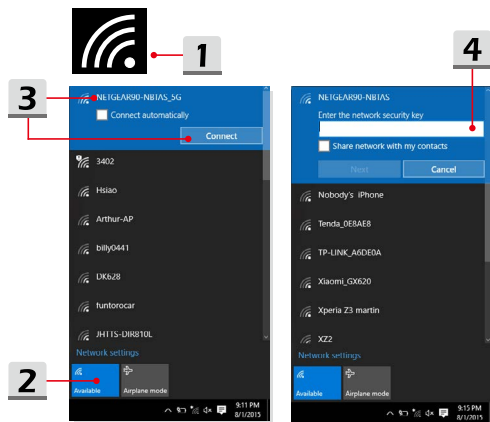 1
3
NETGEAR90-NBTAS_5G
Connect automatically
Connect
3402
Hsiao
Arthur-AP
billy0441
DK628
funtorocar
JHTTS-DIR810L
Network settings
2
Available
Airplane mode
9:11 PM
8/1/2015
4
NETGEAR90-NBTAS
Enter the network security key
Share network with my contacts
Next
Cancel
Nobody's iPhone
Tenda_0E8AE8
TP-LINK_A6DE0A
Xiaomi_GX620
Xperia Z3 martin
XZ2
Network settings
Available
Airplane mode
9:15 PM
8/1/2015